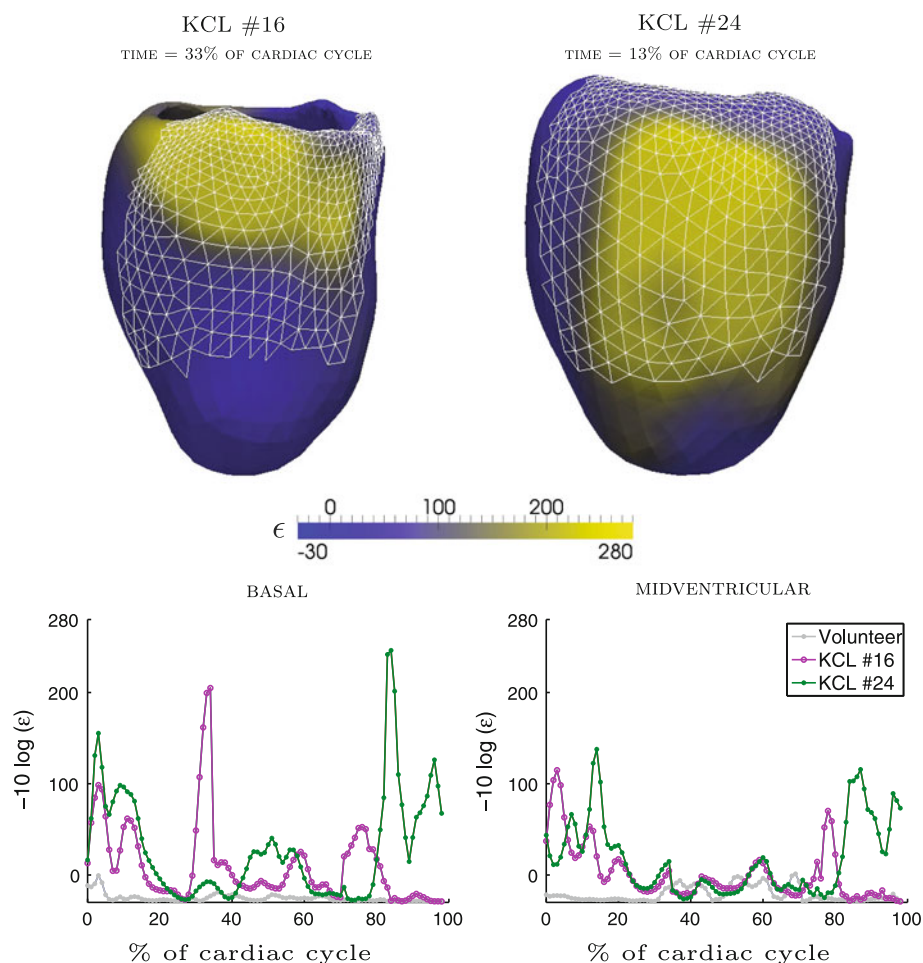 KCL #16
TIME = 33% OF CARDIAC CYCLE
KCL #24
TIME = 13% OF CARDIAC CYCLE
0 100 200
ϵ
-30 280
BASAL
280
200
100
0
−10 log (ε)
0 20 40 60 80 100
% of cardiac cycle
MIDVENTRICULAR
Volunteer
KCL #16
KCL #24
280
200
100
0
−10 log (ε)
0 20 40 60 80 100
% of cardiac cycle